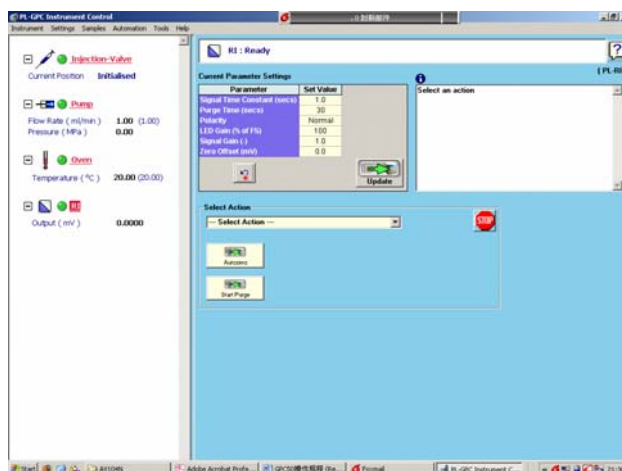 PL-GPC Instrument Control
Instrument Settings Samples Automation Tools Help
Injection-Valve
Current Position Initialised
Pump
Flow Rate ( ml/min ) 1.00 (1.00)
Pressure ( MPa ) 0.00
Oven
Temperature ( °C ) 20.00 (20.00)
RI
Output ( mV ) 0.0000
RI : Ready
( PL-RI
Current Parameter Settings
Parameter Set Value
Signal Time Constant (secs) 1.0
Purge Time (secs) 30
Polarity Normal
LED Gain (% of FS) 100
Signal Gain (-) 1.0
Zero Offset (mV) 0.0
Update
Select an action
Select Action
--- Select Action ---
STOP
Autozero
Start Purge
Start
Adobe Acrobat Profe...
Foxmail
PL-GPC Instrument C...